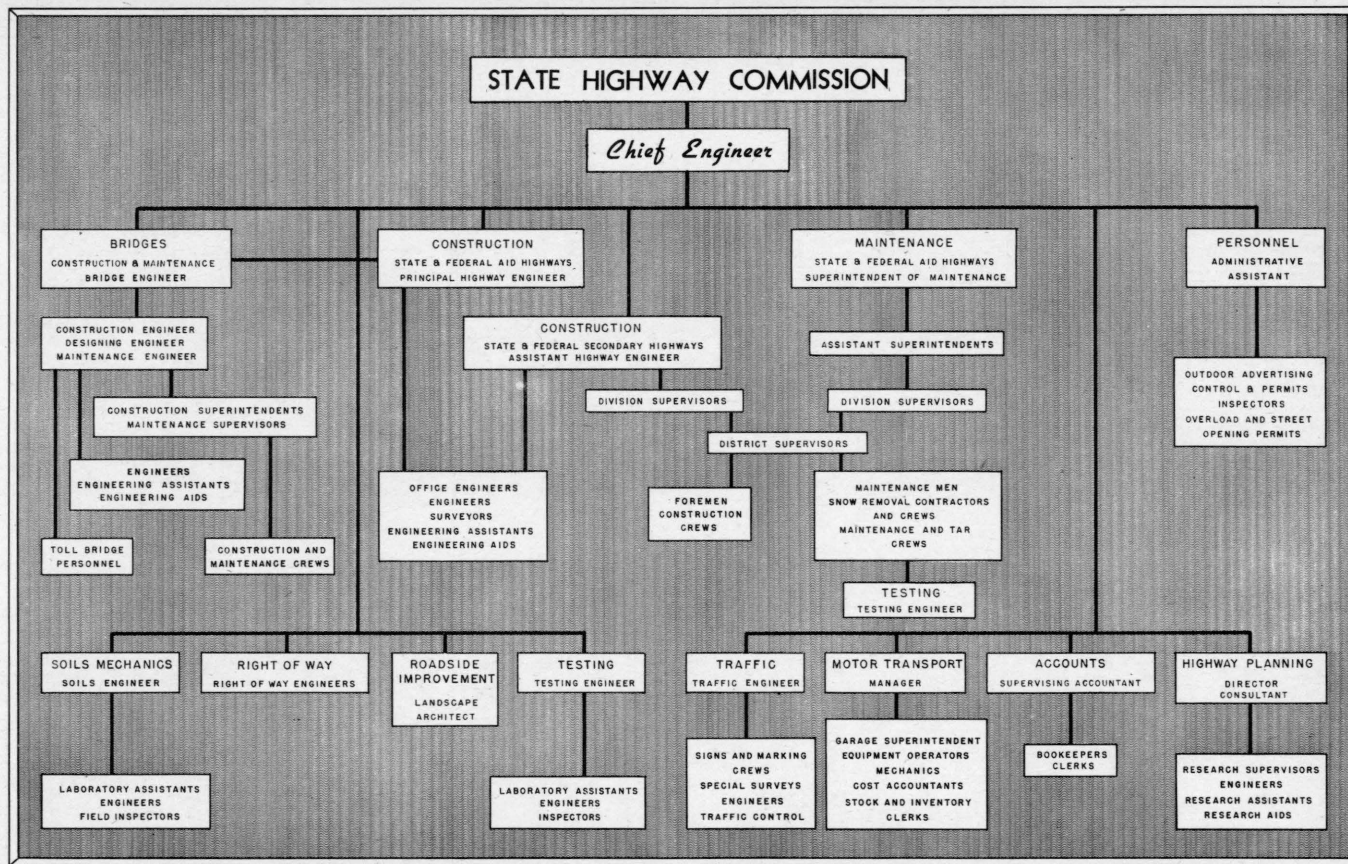 STATE HIGHWAY COMMISSION
Chief Engineer
BRIDGES
CONSTRUCTION & MAINTENANCE
BRIDGE ENGINEER
CONSTRUCTION
STATE & FEDERAL AID HIGHWAYS
PRINCIPAL HIGHWAY ENGINEER
MAINTENANCE
STATE & FEDERAL AID HIGHWAYS
SUPERINTENDENT OF MAINTENANCE
PERSONNEL
ADMINISTRATIVE
ASSISTANT
CONSTRUCTION ENGINEER
DESIGNING ENGINEER
MAINTENANCE ENGINEER
CONSTRUCTION
STATE & FEDERAL SECONDARY HIGHWAYS
ASSISTANT HIGHWAY ENGINEER
ASSISTANT SUPERINTENDENTS
OUTDOOR ADVERTISING
CONTROL & PERMITS
INSPECTORS
OVERLOAD AND STREET
OPENING PERMITS
CONSTRUCTION SUPERINTENDENTS
MAINTENANCE SUPERVISORS
DIVISION SUPERVISORS
DIVISION SUPERVISORS
DISTRICT SUPERVISORS
ENGINEERS
ENGINEERING ASSISTANTS
ENGINEERING AIDS
OFFICE ENGINEERS
ENGINEERS
SURVEYORS
ENGINEERING ASSISTANTS
ENGINEERING AIDS
FOREMEN
CONSTRUCTION
CREWS
MAINTENANCE MEN
SNOW REMOVAL CONTRACTORS
AND CREWS
MAINTENANCE AND TAR
CREWS
TOLL BRIDGE
PERSONNEL
CONSTRUCTION AND
MAINTENANCE CREWS
TESTING
TESTING ENGINEER
SOILS MECHANICS
SOILS ENGINEER
RIGHT OF WAY
RIGHT OF WAY ENGINEERS
ROADSIDE
IMPROVEMENT
LANDSCAPE
ARCHITECT
TESTING
TESTING ENGINEER
TRAFFIC
TRAFFIC ENGINEER
MOTOR TRANSPORT
MANAGER
ACCOUNTS
SUPERVISING ACCOUNTANT
HIGHWAY PLANNING
DIRECTOR
CONSULTANT
LABORATORY ASSISTANTS
ENGINEERS
FIELD INSPECTORS
LABORATORY ASSISTANTS
ENGINEERS
INSPECTORS
SIGNS AND MARKING
CREWS
SPECIAL SURVEYS
ENGINEERS
TRAFFIC CONTROL
GARAGE SUPERINTENDENT
EQUIPMENT OPERATORS
MECHANICS
COST ACCOUNTANTS
STOCK AND INVENTORY
CLERKS
BOOKEEPERS
CLERKS
RESEARCH SUPERVISORS
ENGINEERS
RESEARCH ASSISTANTS
RESEARCH AIDS